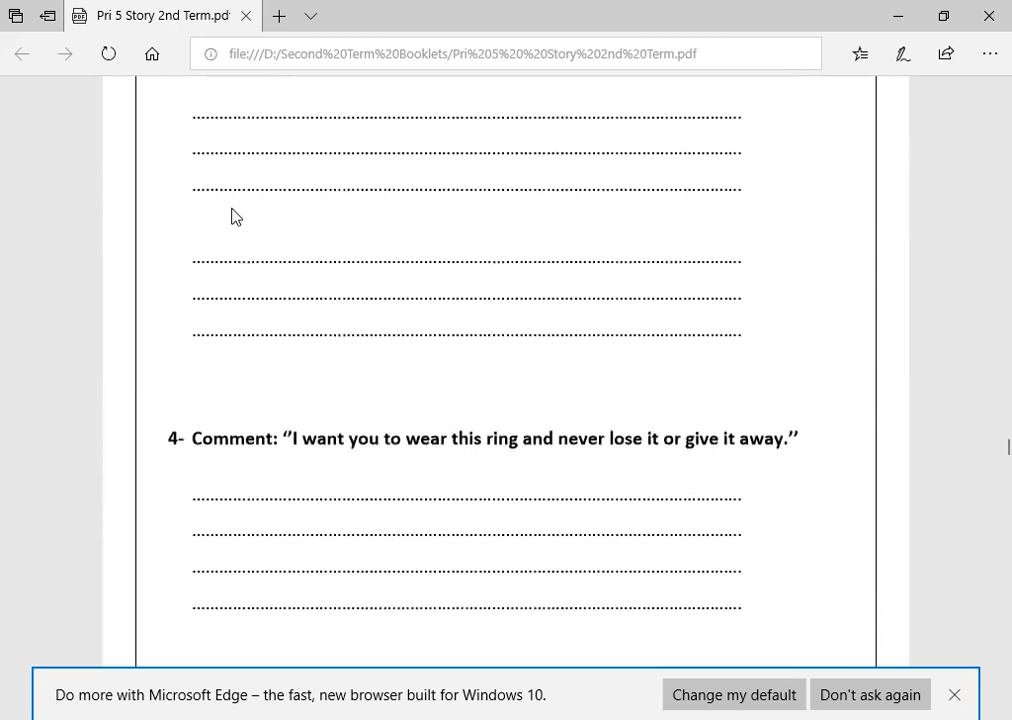 Pri 5 Story 2nd Term.pd
file:///D:/Second%20Term%20Booklets/Pri%205%20%20Story%202nd%20Term.pdf
4- Comment: ‘’I want you to wear this ring and never lose it or give it away.’’
Do more with Microsoft Edge – the fast, new browser built for Windows 10.
Change my default
Don't ask again